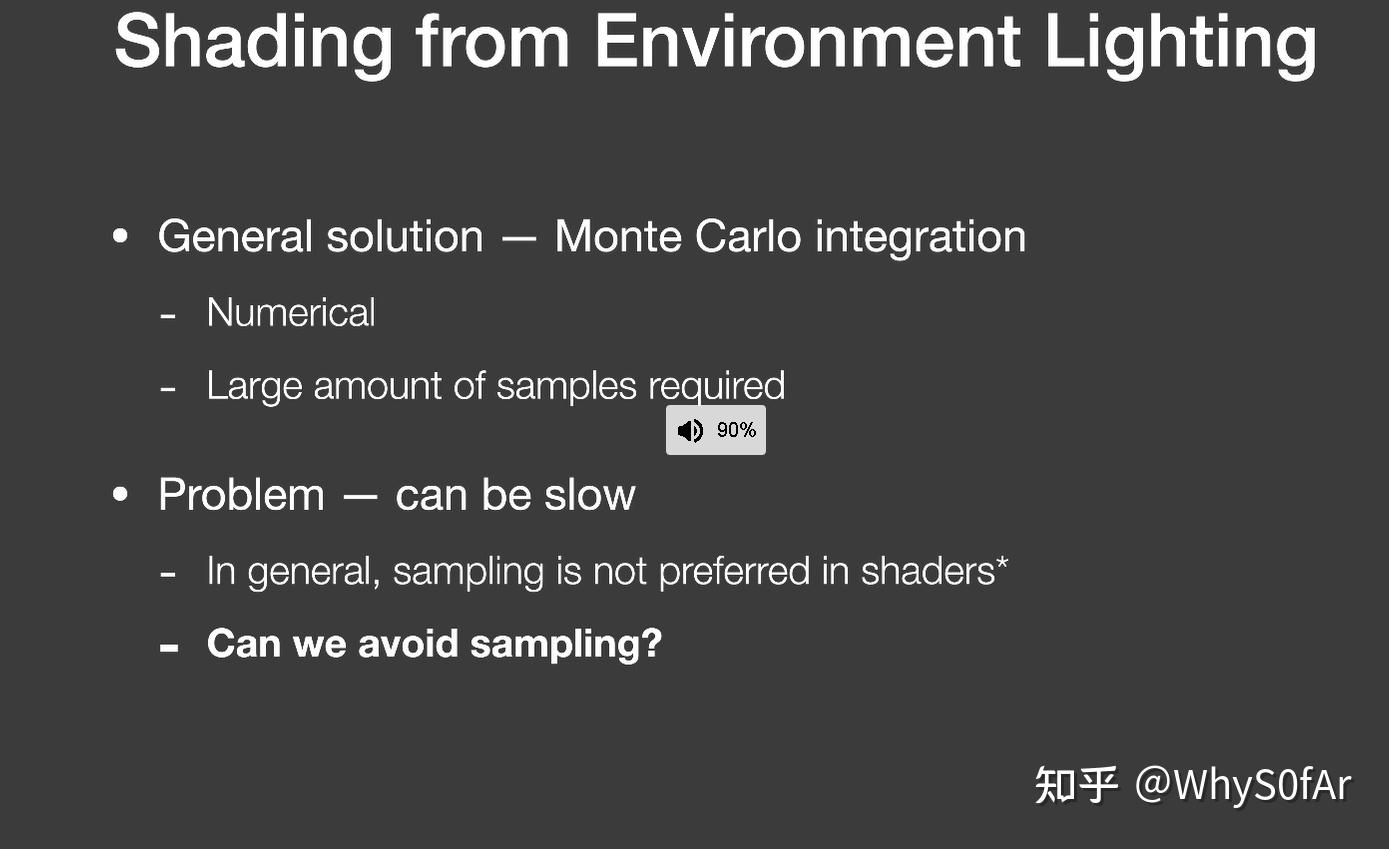 Shading from Environment Lighting
• General solution — Monte Carlo integration
- Numerical
- Large amount of samples required
90%
• Problem — can be slow
- In general, sampling is not preferred in shaders*
- Can we avoid sampling?
知乎 @WhyS0fAr